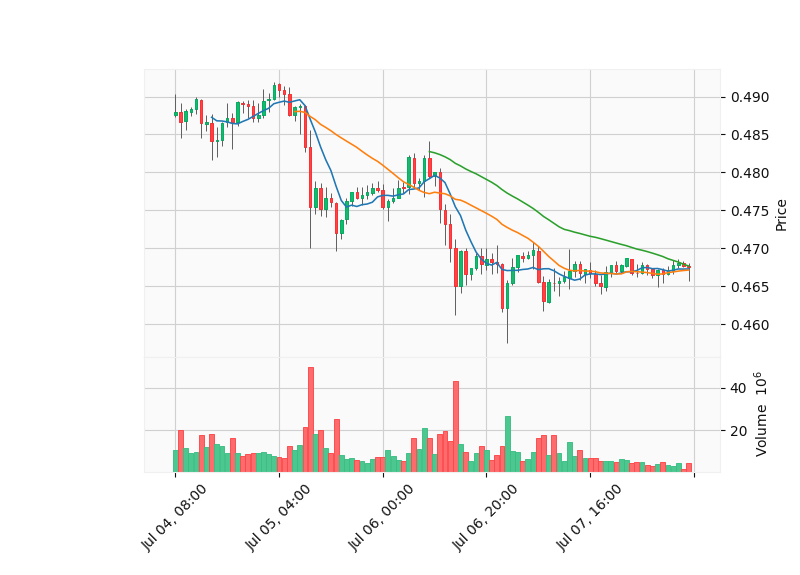 0.490
0.485
0.480
0.475
0.470
0.465
0.460
Price
40
20
Volume 10^6
Jul 04, 08:00
Jul 05, 04:00
Jul 06, 00:00
Jul 06, 20:00
Jul 07, 16:00